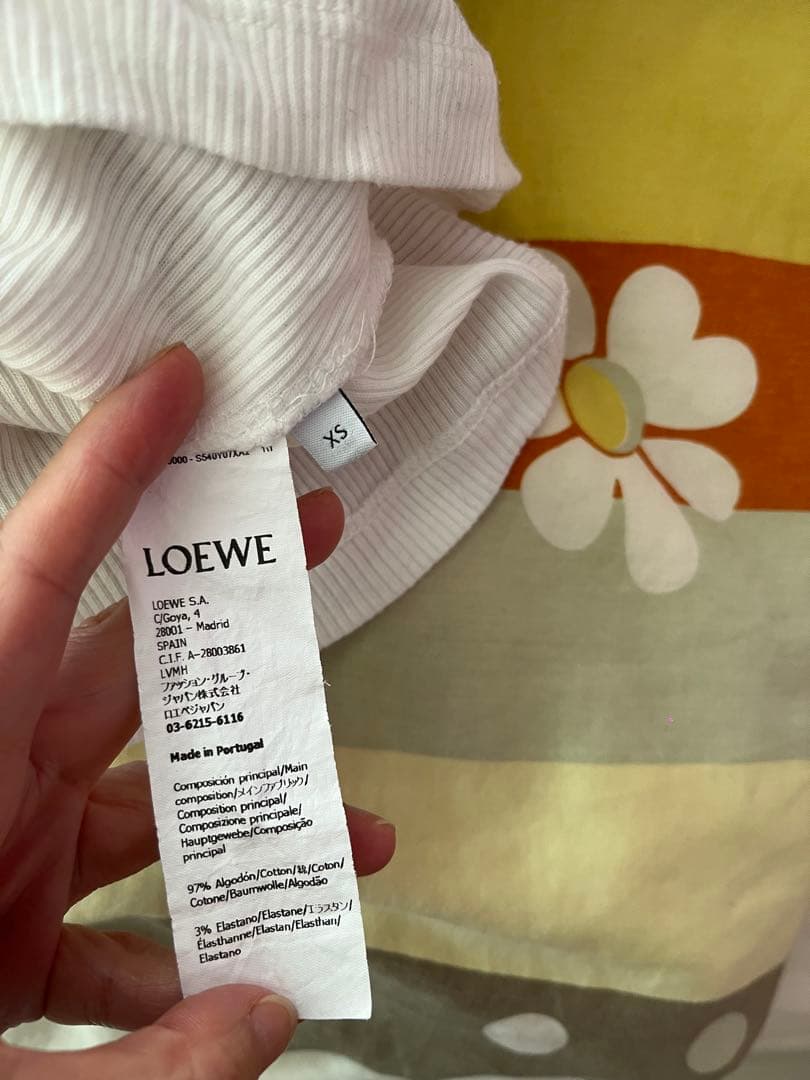 XS
LOEWE
LOEWE S.A.
C/Goya, 4
28001 – Madrid
SPAIN
C.I.F. A-28003861
LVMH
ファッション・グループ・
ジャパン株式会社
ロエベジャパン
03-6215-6116
Made in Portugal
Composición principal/Main
composition/メインファブリック/
Composition principal/
Composizione principale/
Hauptgewebe/Composição
principal
97% Algodón/Cotton/綿/Coton/
Cotone/Baumwolle/Algodão
3% Elastano/Elastane/エラスタン/
Élasthanne/Elastan/Elasthan/
Elastano